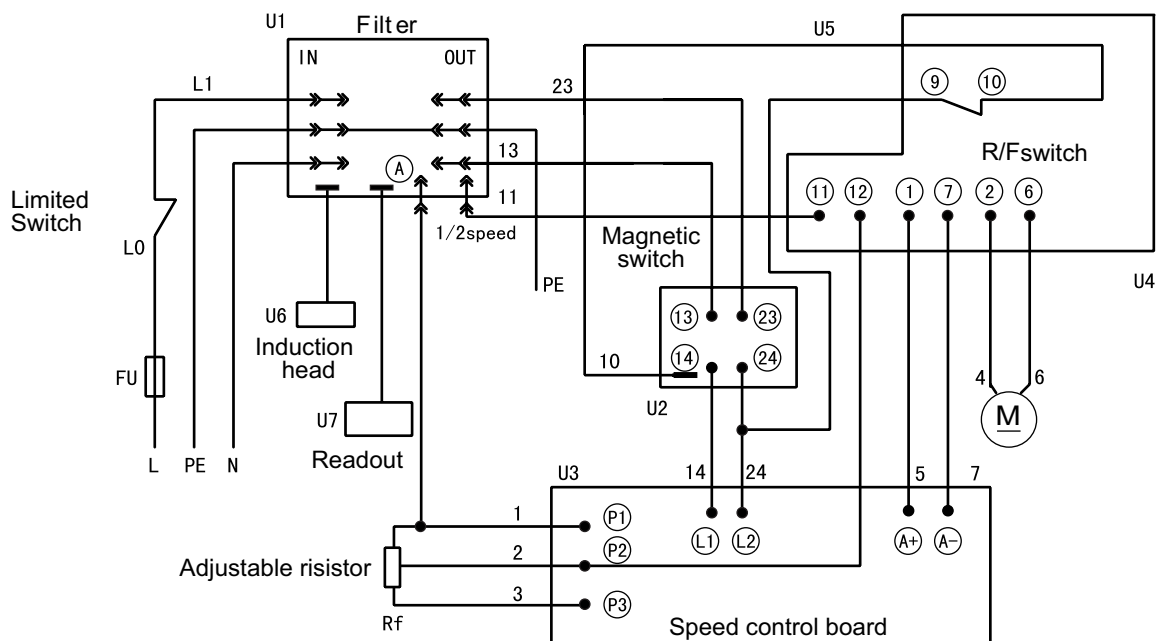 U1
Filter
U5
IN
OUT
L1
23
9
10
A
13
R/Fswitch
11
12
1
7
2
6
11
1/2speed
Magnetic
switch
Limited
Switch
L0
PE
U4
U6
Induction
head
13
23
14
24
10
U2
FU
4
6
M
U7
Readout
L
PE
N
U3
14
24
5
7
1
P1
L1
L2
A+
A-
2
P2
Adjustable risistor
3
P3
Rf
Speed control board